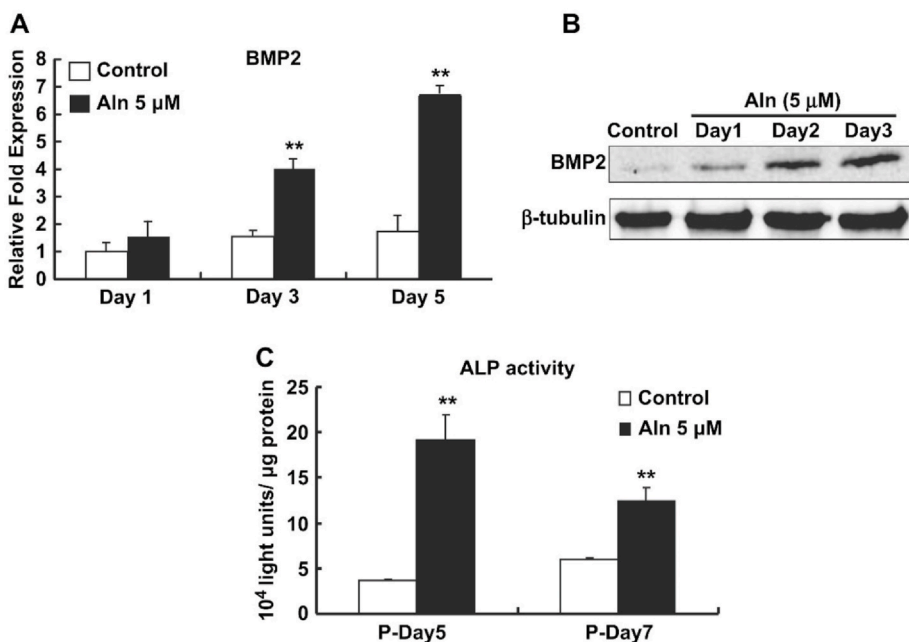 A
BMP2
Relative Fold Expression
8
7
6
5
4
3
2
1
0
Control
Aln 5 µM
**
**
Day 1 Day 3 Day 5
B
Aln (5 µM)
Control Day1 Day2 Day3
BMP2
β-tubulin
C
ALP activity
10⁴ light units/ µg protein
25
20
15
10
5
0
**
**
Control
Aln 5 µM
P-Day5 P-Day7